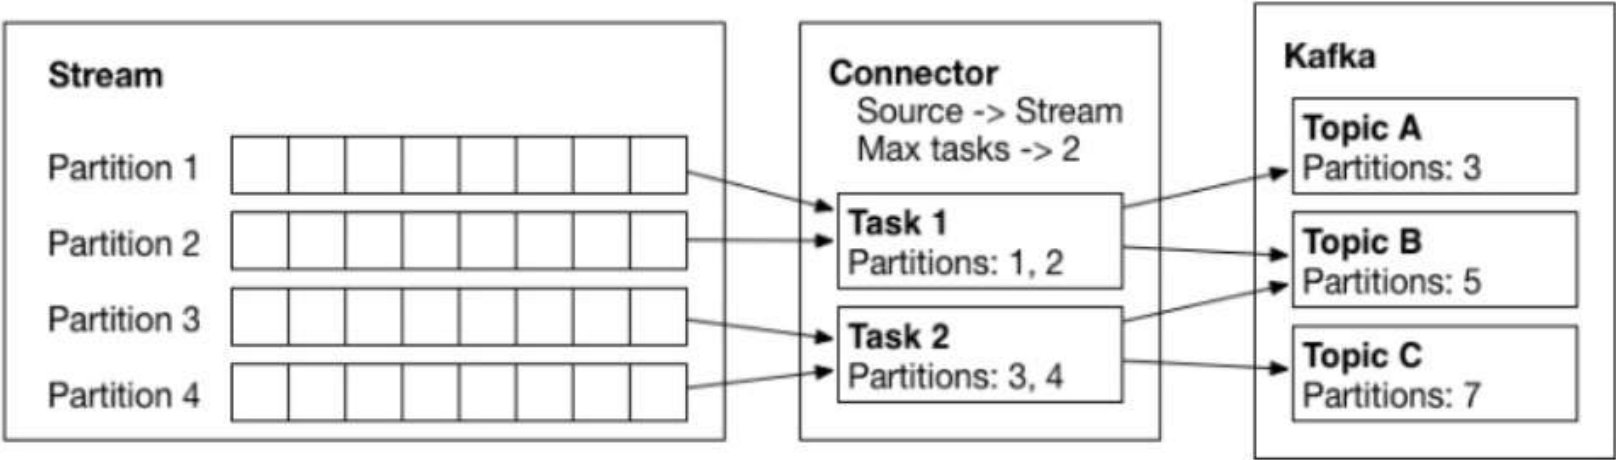 Stream
Partition 1
Partition 2
Partition 3
Partition 4
Connector
Source -> Stream
Max tasks -> 2
Task 1
Partitions: 1, 2
Task 2
Partitions: 3, 4
Kafka
Topic A
Partitions: 3
Topic B
Partitions: 5
Topic C
Partitions: 7